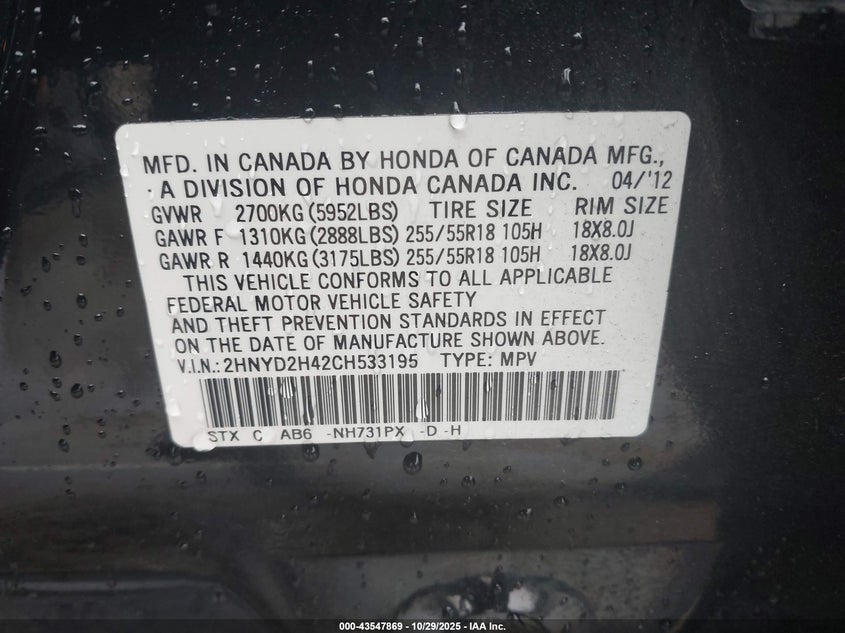 MFD. IN CANADA BY HONDA OF CANADA MFG.,
A DIVISION OF HONDA CANADA INC. 04/'12
GVWR 2700KG (5952LBS) TIRE SIZE RIM SIZE
GAWR F 1310KG (2888LBS) 255/55R18 105H 18X8.0J
GAWR R 1440KG (3175LBS) 255/55R18 105H 18X8.0J
THIS VEHICLE CONFORMS TO ALL APPLICABLE
FEDERAL MOTOR VEHICLE SAFETY
AND THEFT PREVENTION STANDARDS IN EFFECT
ON THE DATE OF MANUFACTURE SHOWN ABOVE.
V.I.N.: 2HNYD2H42CH533195 TYPE: MPV
STX C AB6 -NH731PX -D -H
000-43547869 | 10/29/2025 - IAA Inc.